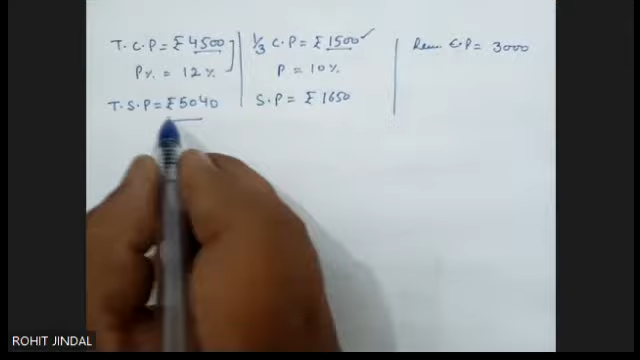 T.C.P = ₹4500
P% = 12%
T.S.P = ₹5040
1/3 C.P = ₹1500 ✓
P = 10%
S.P = ₹1650
Rem. C.P = 3000
ROHIT JINDAL